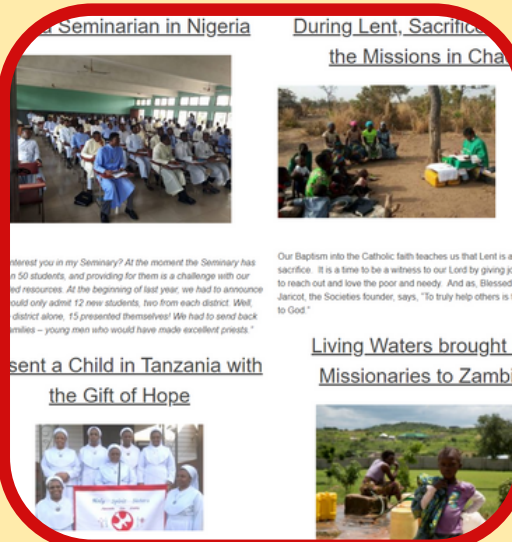 Seminarian in Nigeria
nterest you in my Seminary? At the moment the Seminary has
n 50 students, and providing for them is a challenge with our
ed resources. At the beginning of last year, we had to announce
ould only admit 12 new students, two from each district. Well,
district alone, 15 presented themselves! We had to send back
amilies – young men who would have made excellent priests."
sent a Child in Tanzania with
the Gift of Hope
During Lent, Sacrifice
the Missions in Cha
Our Baptism into the Catholic faith teaches us that Lent is a
sacrifice. It is a time to be a witness to our Lord by giving jo
to reach out and love the poor and needy. And as, Blessed
Jaricot, the Societies founder, says, "To truly help others is t
to God."
Living Waters brought
Missionaries to Zambi